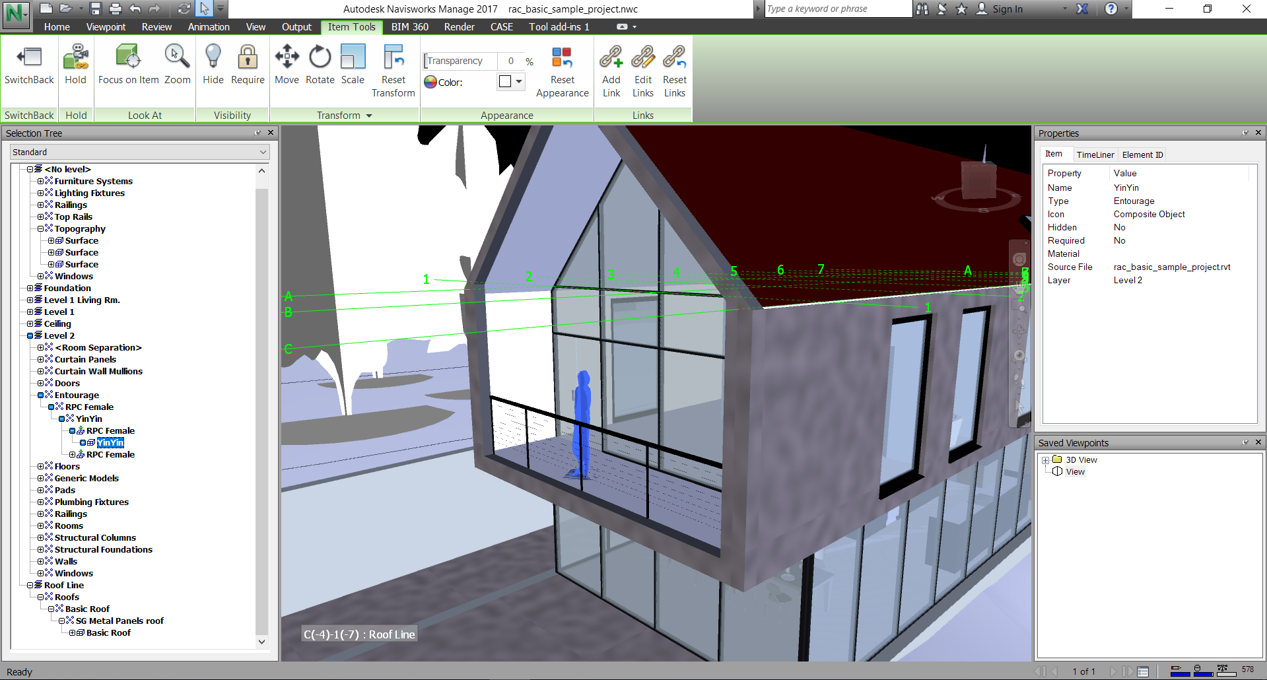 Autodesk Navisworks Manage 2017 rac_basic_sample_project.nwc
Type a keyword or phrase
Sign In
Home Viewpoint Review Animation View Output Item Tools BIM 360 Render CASE Tool add-ins 1
SwitchBack
Hold
Focus on Item
Zoom
Hide
Require
Move
Rotate
Scale
Reset
Transform
Transparency 0 %
Color:
Reset
Appearance
Add
Link
Edit
Links
Reset
Links
SwitchBack Hold Look At Visibility Transform Appearance Links
Selection Tree
Standard
<No level>
Furniture Systems
Lighting Fixtures
Railings
Top Rails
Topography
Surface
Surface
Surface
Windows
Foundation
Level 1 Living Rm.
Level 1
Ceiling
Level 2
<Room Separation>
Curtain Panels
Curtain Wall Mullions
Doors
Entourage
RPC Female
YinYin
RPC Female
YinYin
RPC Female
Floors
Generic Models
Pads
Plumbing Fixtures
Railings
Rooms
Structural Columns
Structural Foundations
Walls
Windows
Roof Line
Roofs
Basic Roof
SG Metal Panels roof
Basic Roof
1 2 3 4 5 6 7 A
A
B
C
1
C(-4)-1(-7) : Roof Line
Properties
Item TimeLiner Element ID
Property Value
Name YinYin
Type Entourage
Icon Composite Object
Hidden No
Required No
Material
Source File rac_basic_sample_project.rvt
Layer Level 2
Saved Viewpoints
3D View
View
Ready
1 of 1
578